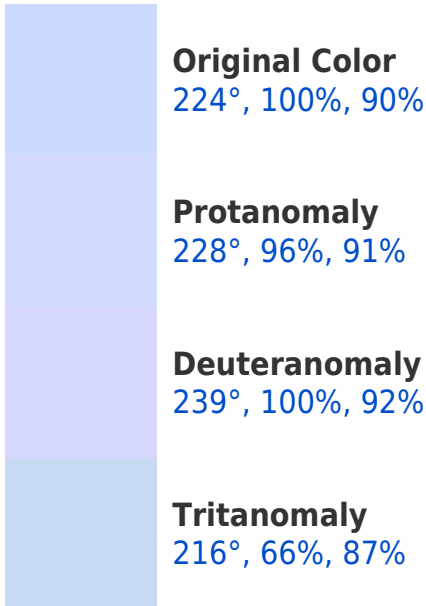 Original Color
224°, 100%, 90%
Protanomaly
228°, 96%, 91%
Deuteranomaly
239°, 100%, 92%
Tritanomaly
216°, 66%, 87%